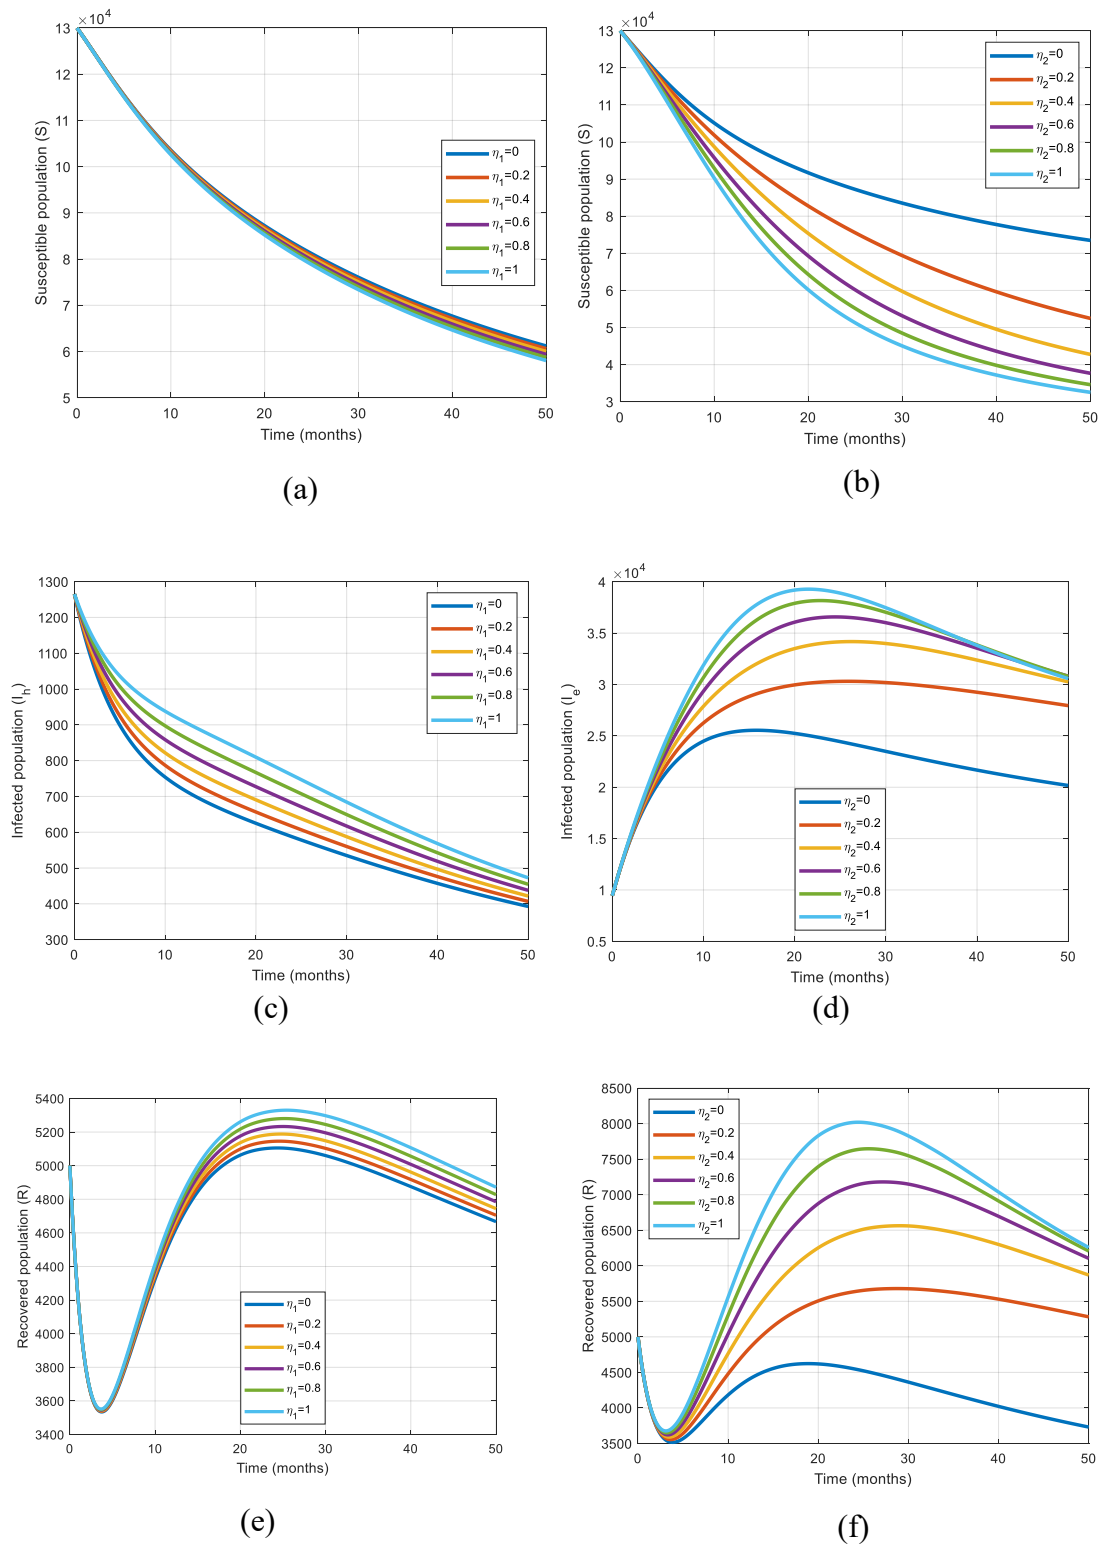 ×10⁴
13
12
11
10
9
8
7
6
5
0 10 20 30 40 50
Susceptible population (S)
Time (months)
η₁=0
η₁=0.2
η₁=0.4
η₁=0.6
η₁=0.8
η₁=1
(a)
×10⁴
13
12
11
10
9
8
7
6
5
4
3
0 10 20 30 40 50
Susceptible population (S)
Time (months)
η₂=0
η₂=0.2
η₂=0.4
η₂=0.6
η₂=0.8
η₂=1
(b)
1300
1200
1100
1000
900
800
700
600
500
400
300
0 10 20 30 40 50
Infected population (Iₕ)
Time (months)
η₁=0
η₁=0.2
η₁=0.4
η₁=0.6
η₁=0.8
η₁=1
(c)
×10⁴
4
3.5
3
2.5
2
1.5
1
0.5
0 10 20 30 40 50
Infected population (Iₑ)
Time (months)
η₂=0
η₂=0.2
η₂=0.4
η₂=0.6
η₂=0.8
η₂=1
(d)
5400
5200
5000
4800
4600
4400
4200
4000
3800
3600
3400
0 10 20 30 40 50
Recovered population (R)
Time (months)
η₁=0
η₁=0.2
η₁=0.4
η₁=0.6
η₁=0.8
η₁=1
(e)
8500
8000
7500
7000
6500
6000
5500
5000
4500
4000
3500
0 10 20 30 40 50
Recovered population (R)
Time (months)
η₂=0
η₂=0.2
η₂=0.4
η₂=0.6
η₂=0.8
η₂=1
(f)